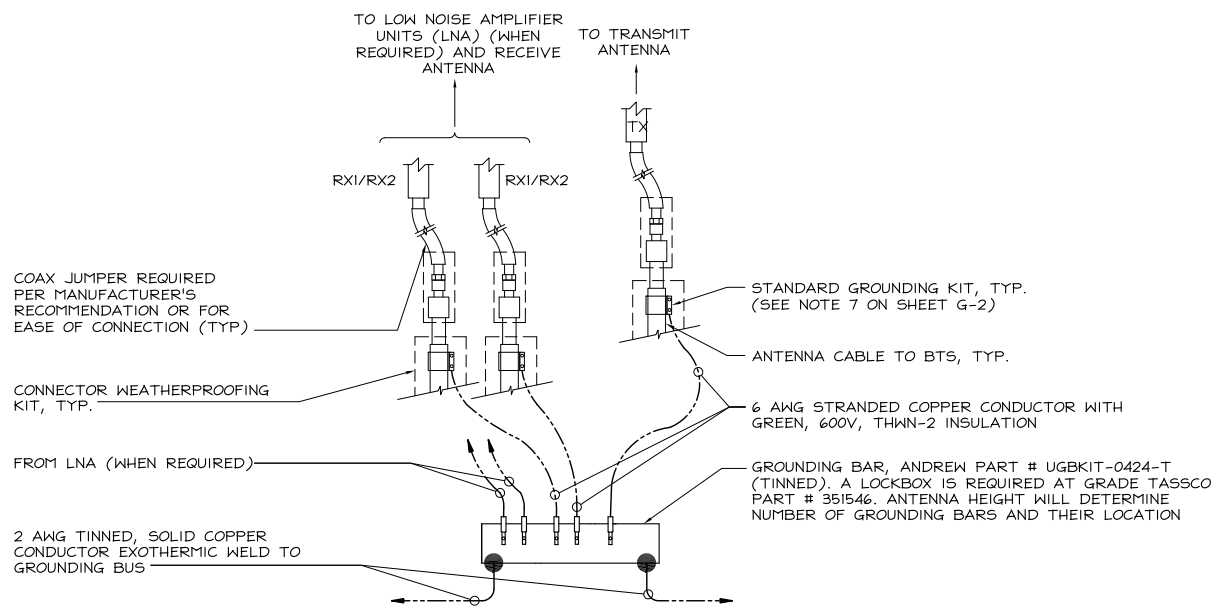 TO LOW NOISE AMPLIFIER
UNITS (LNA) (WHEN
REQUIRED) AND RECEIVE
ANTENNA
TO TRANSMIT
ANTENNA
TX
RX1/RX2
RX1/RX2
COAX JUMPER REQUIRED
PER MANUFACTURER'S
RECOMMENDATION OR FOR
EASE OF CONNECTION (TYP)
STANDARD GROUNDING KIT, TYP.
(SEE NOTE 7 ON SHEET G-2)
ANTENNA CABLE TO BTS, TYP.
CONNECTOR WEATHERPROOFING
KIT, TYP.
6 AWG STRANDED COPPER CONDUCTOR WITH
GREEN, 600V, THWN-2 INSULATION
FROM LNA (WHEN REQUIRED)
GROUNDING BAR, ANDREW PART # UGBKIT-0424-T
(TINNED). A LOCKBOX IS REQUIRED AT GRADE TASSCO
PART # 351546. ANTENNA HEIGHT WILL DETERMINE
NUMBER OF GROUNDING BARS AND THEIR LOCATION
2 AWG TINNED, SOLID COPPER
CONDUCTOR EXOTHERMIC WELD TO
GROUNDING BUS